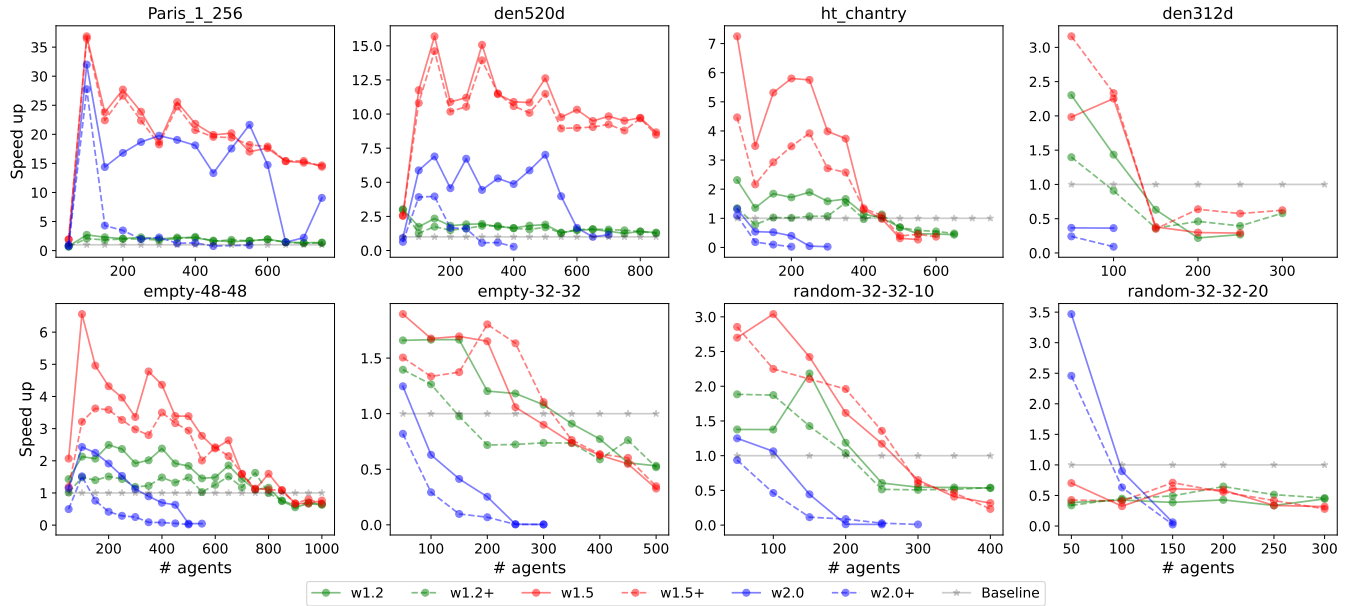 Paris_1_256
den520d
ht_chantry
den312d
Speed up
35
30
25
20
15
10
5
0
200 400 600
15.0
12.5
10.0
7.5
5.0
2.5
0.0
200 400 600 800
7
6
5
4
3
2
1
0
200 400 600
3.0
2.5
2.0
1.5
1.0
0.5
0.0
100 200 300
empty-48-48
empty-32-32
random-32-32-10
random-32-32-20
Speed up
6
5
4
3
2
1
0
200 400 600 800 1000
# agents
1.5
1.0
0.5
0.0
100 200 300 400 500
# agents
3.0
2.5
2.0
1.5
1.0
0.5
0.0
100 200 300 400
# agents
3.5
3.0
2.5
2.0
1.5
1.0
0.5
0.0
50 100 150 200 250 300
# agents
w1.2 w1.2+ w1.5 w1.5+ w2.0 w2.0+ Baseline